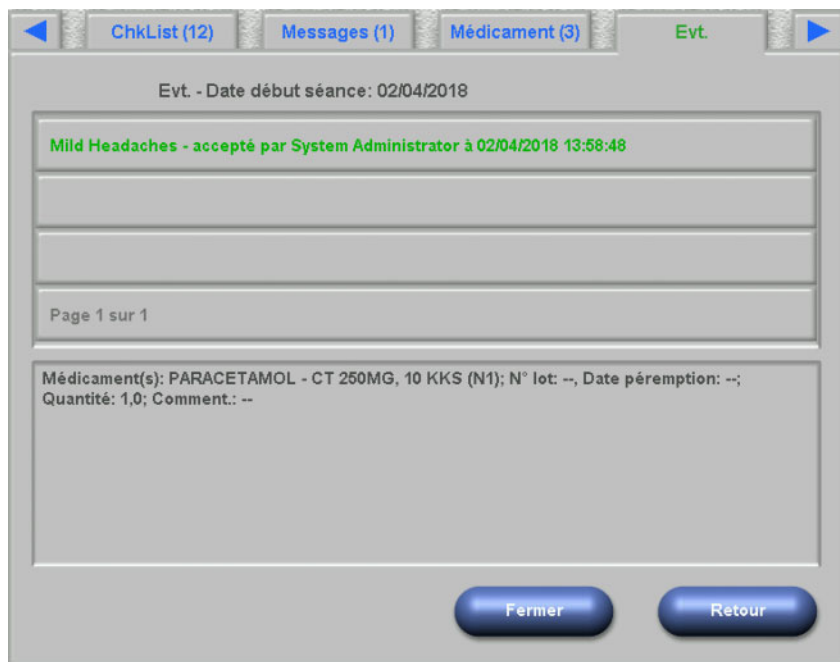 ChkList (12)
Messages (1)
Médicament (3)
Evt.
Evt. - Date début séance: 02/04/2018
Mild Headaches - accepté par System Administrator à 02/04/2018 13:58:48
Page 1 sur 1
Médicament(s): PARACETAMOL - CT 250MG, 10 KKS (N1); N° lot: --, Date péremption: --;
Quantité: 1,0; Comment.: --
Fermer
Retour